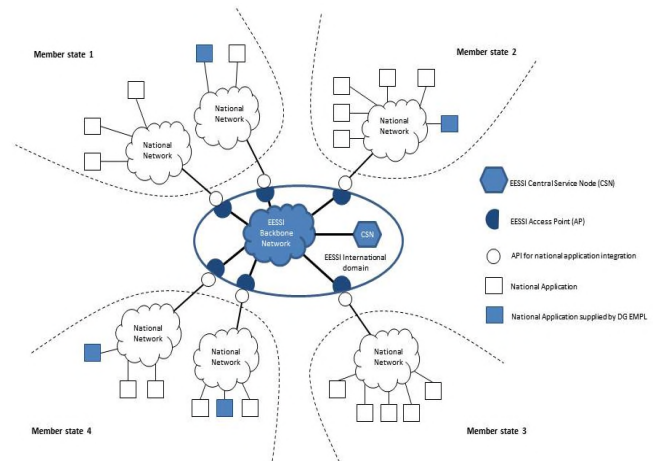 Member state 1
Member state 2
National
Network
National
Network
National
Network
EESSI
Backbone
Network
CSN
EESSI International
domain
EESSI Central Service Node (CSN)
EESSI Access Point (AP)
API for national application integration
National Application
National Application supplied by DG EMPL
National
Network
National
Network
National
Network
Member state 4
Member state 3